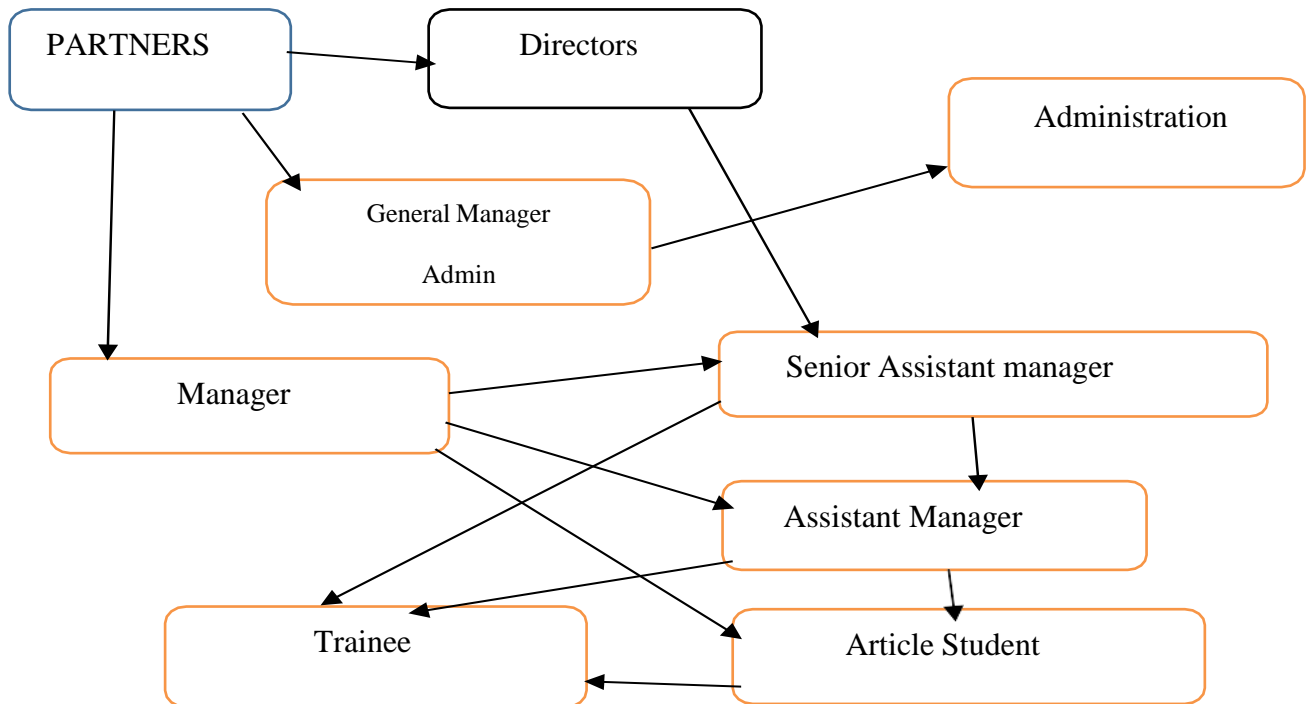 PARTNERS
Directors
Administration
General Manager
Admin
Senior Assistant manager
Manager
Assistant Manager
Trainee
Article Student